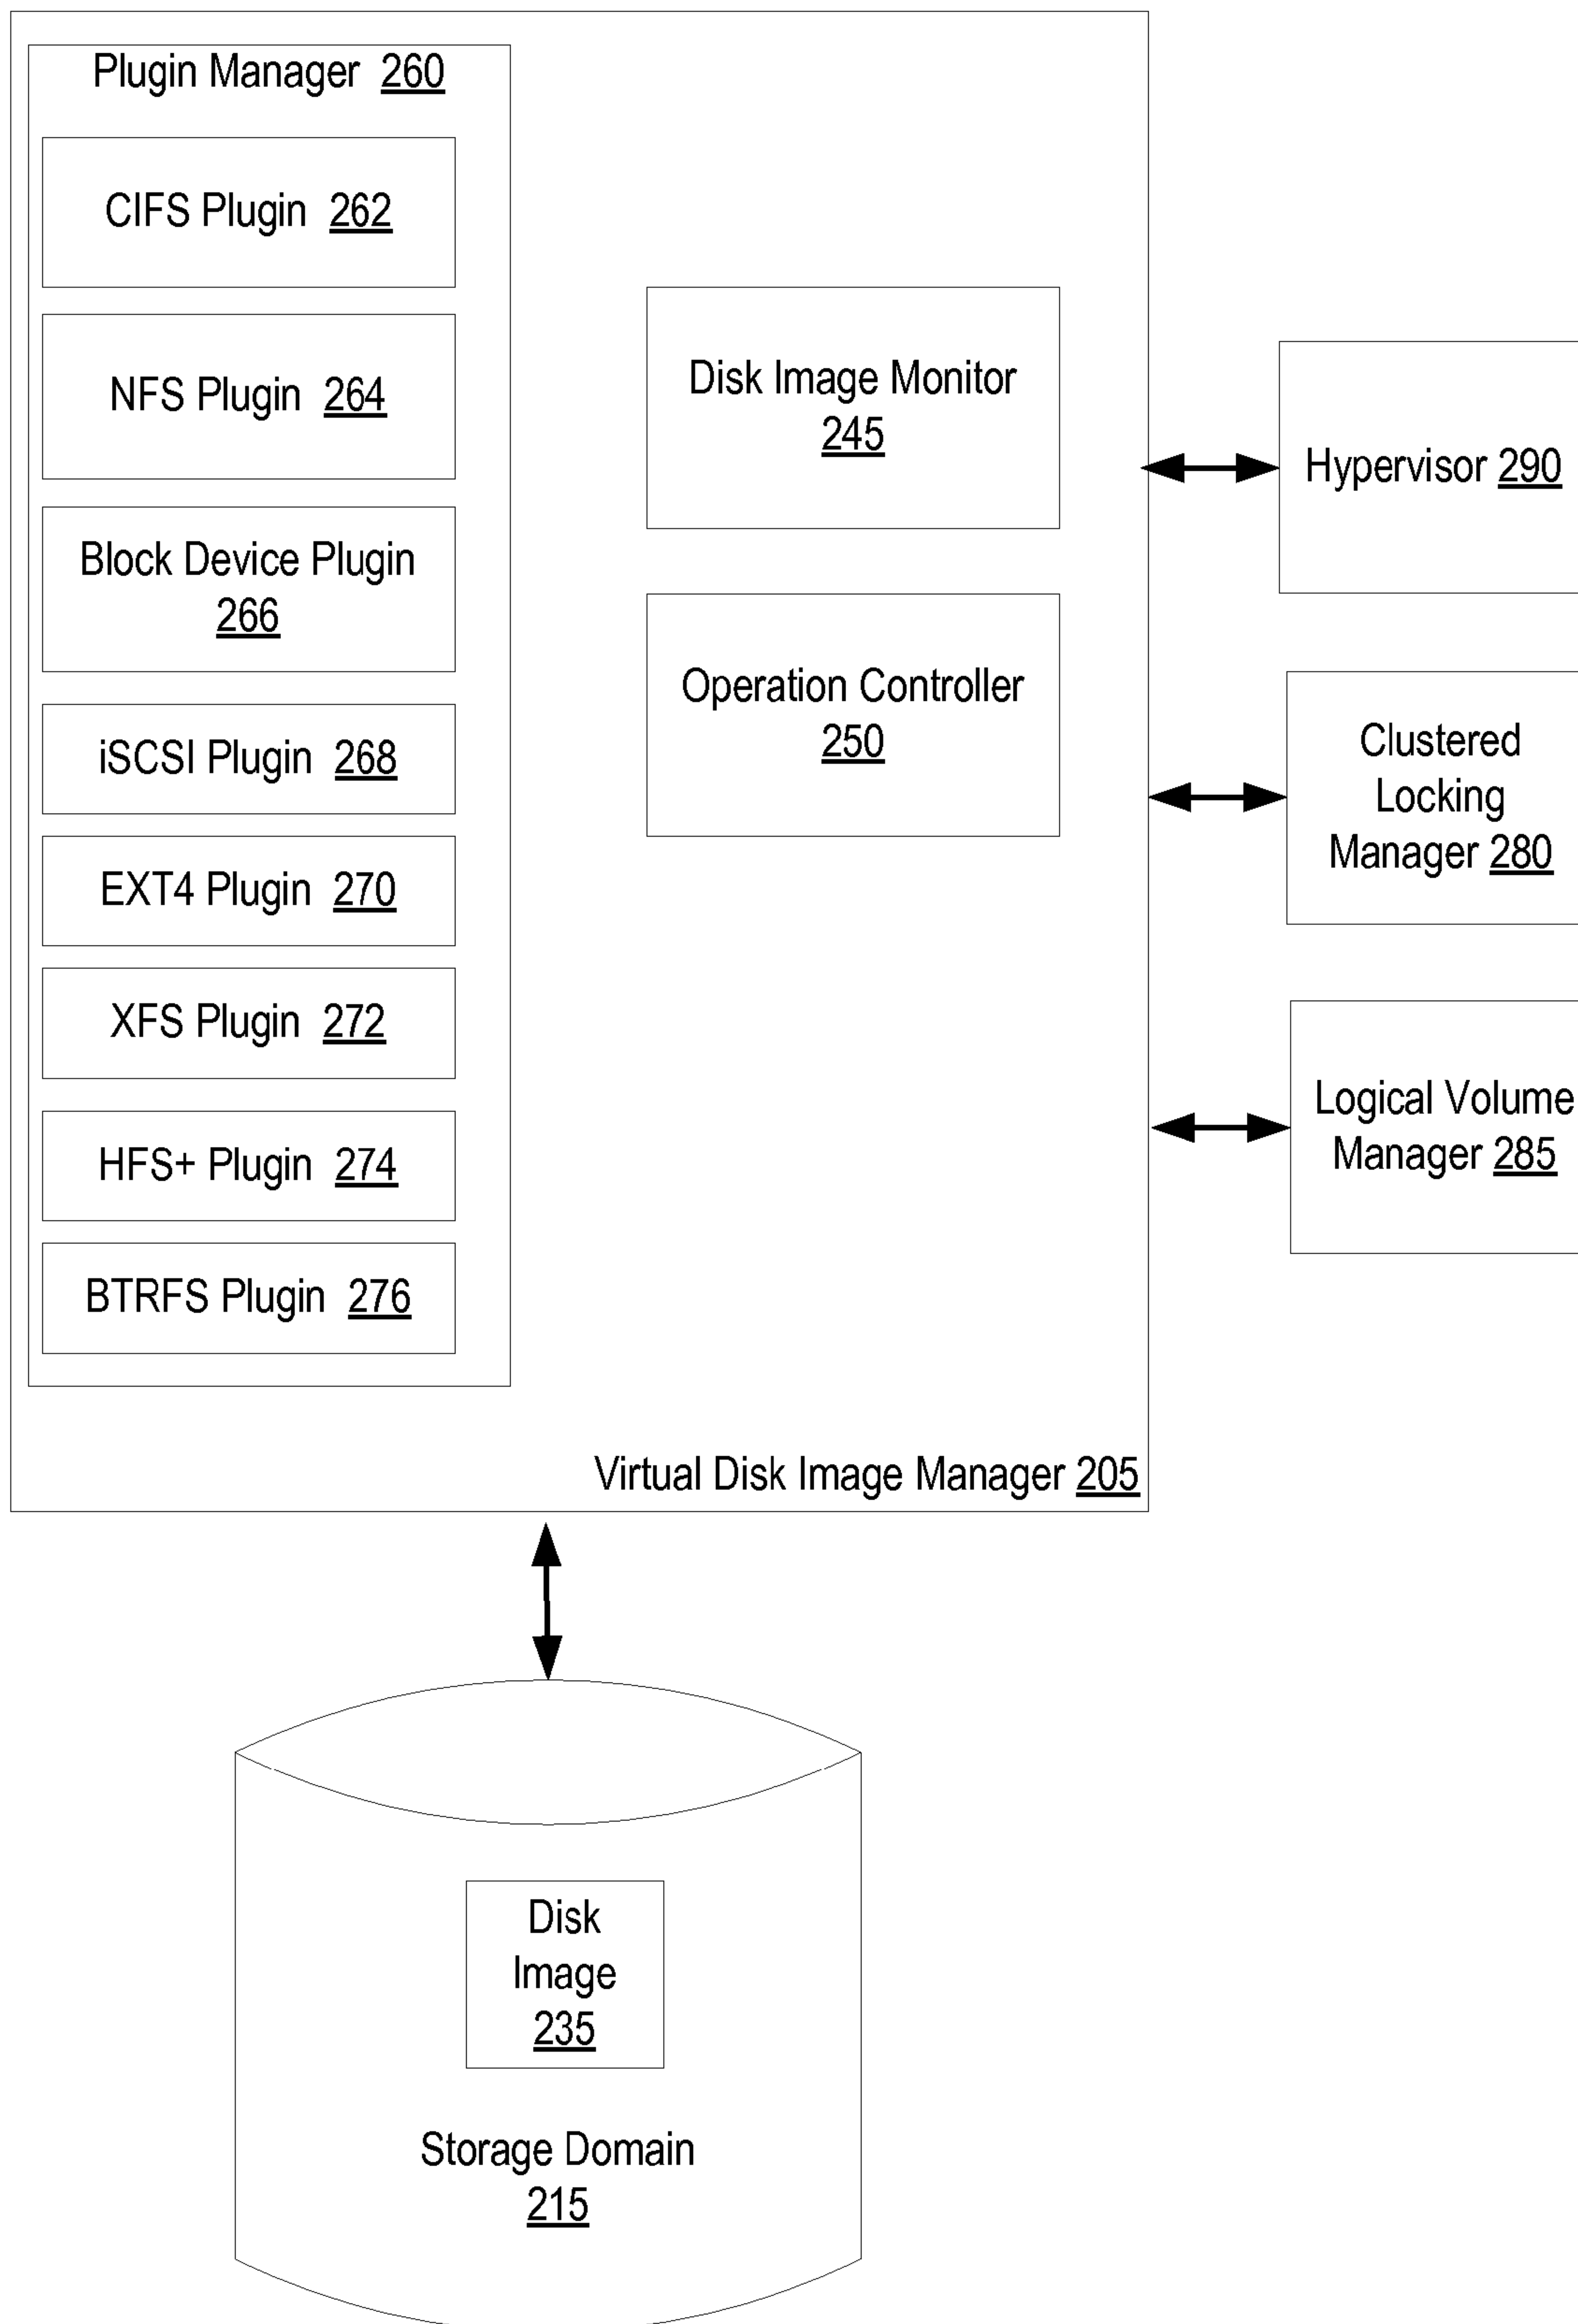 Plugin Manager 260
CIFS Plugin 262
NFS Plugin 264
Block Device Plugin
266
iSCSI Plugin 268
EXT4 Plugin 270
XFS Plugin 272
HFS+ Plugin 274
BTRFS Plugin 276
Disk Image Monitor
245
Operation Controller
250
Virtual Disk Image Manager 205
Hypervisor 290
Clustered
Locking
Manager 280
Logical Volume
Manager 285
Disk
Image
235
Storage Domain
215